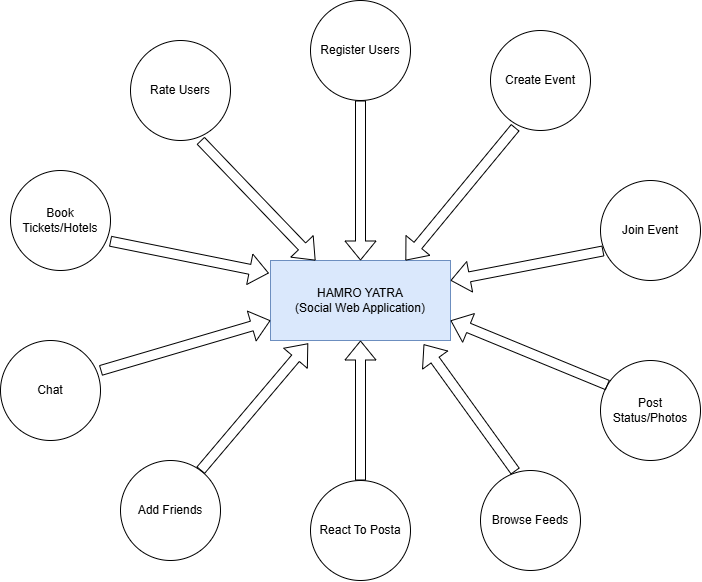 Register Users
Create Event
Rate Users
Book
Tickets/Hotels
Join Event
HAMRO YATRA
(Social Web Application)
Chat
Post
Status/Photos
Add Friends
React To Posta
Browse Feeds